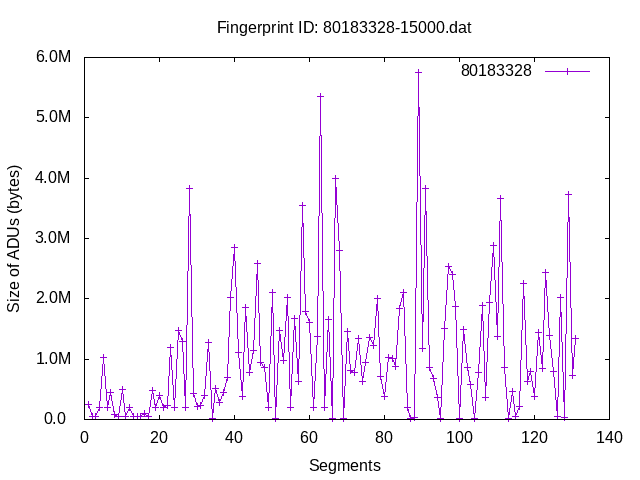 Fingerprint ID: 80183328-15000.dat
80183328
6.0M
5.0M
4.0M
3.0M
2.0M
1.0M
0.0
Size of ADUs (bytes)
0 20 40 60 80 100 120 140
Segments